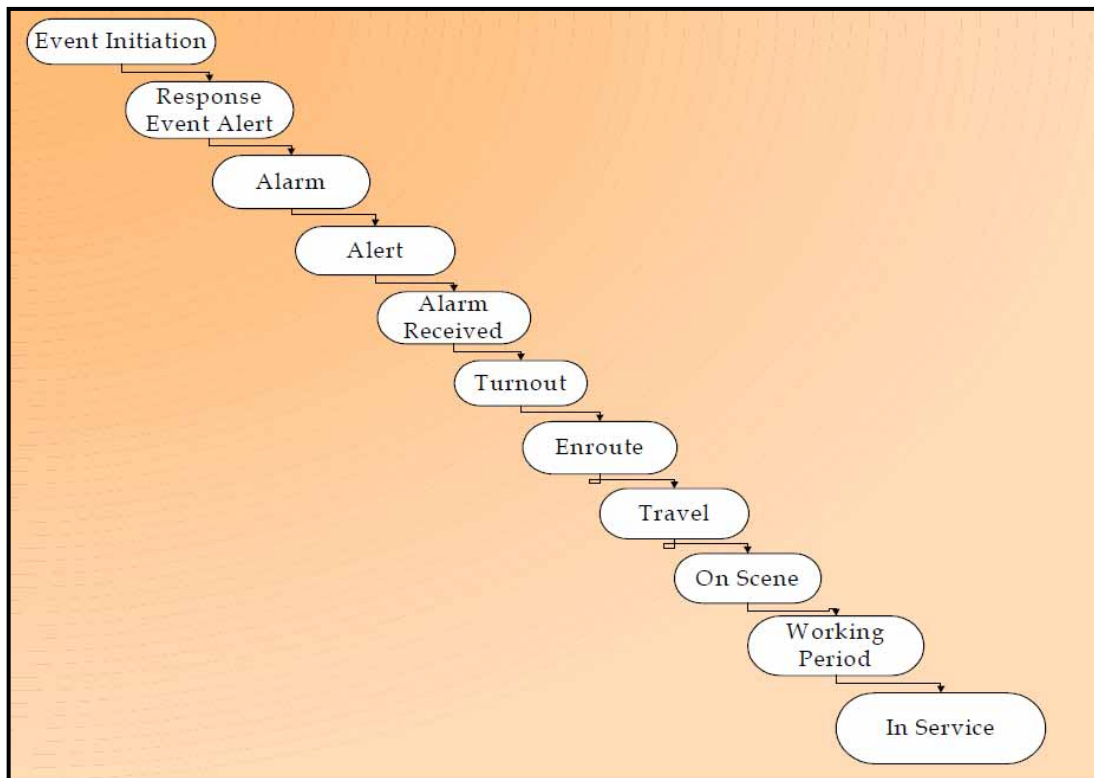 Event Initiation
Response
Event Alert
Alarm
Alert
Alarm
Received
Turnout
Enroute
Travel
On Scene
Working
Period
In Service